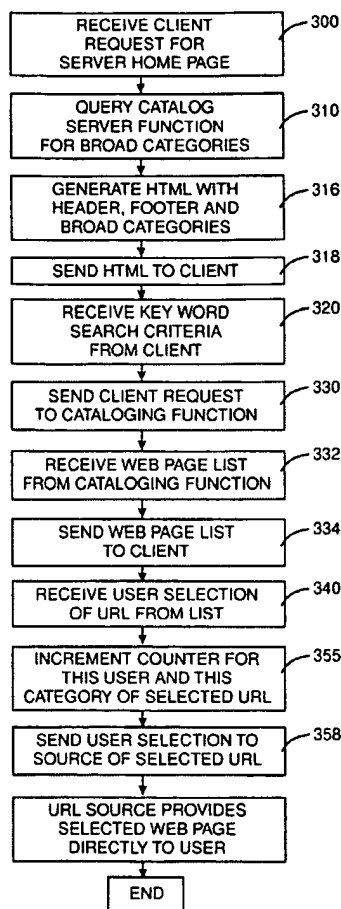 RECEIVE CLIENT
REQUEST FOR
SERVER HOME PAGE
300
QUERY CATALOG
SERVER FUNCTION
FOR BROAD CATEGORIES
310
GENERATE HTML WITH
HEADER, FOOTER AND
BROAD CATEGORIES
316
SEND HTML TO CLIENT
318
RECEIVE KEY WORD
SEARCH CRITERIA
FROM CLIENT
320
SEND CLIENT REQUEST
TO CATALOGING FUNCTION
330
RECEIVE WEB PAGE LIST
FROM CATALOGING FUNCTION
332
SEND WEB PAGE LIST
TO CLIENT
334
RECEIVE USER SELECTION
OF URL FROM LIST
340
INCREMENT COUNTER FOR
THIS USER AND THIS
CATEGORY OF SELECTED URL
355
SEND USER SELECTION TO
SOURCE OF SELECTED URL
358
URL SOURCE PROVIDES
SELECTED WEB PAGE
DIRECTLY TO USER
END